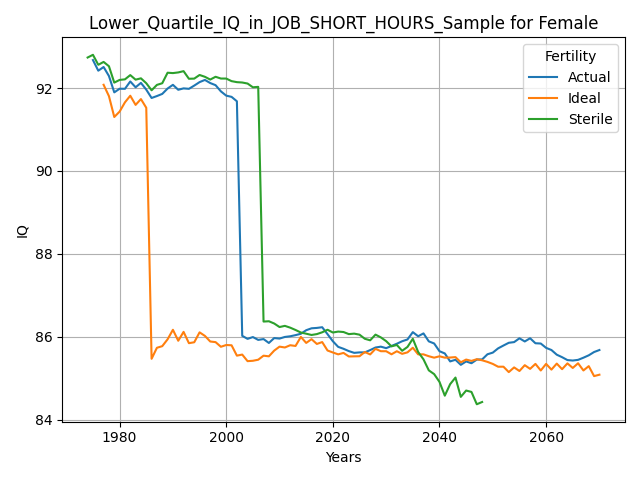 Lower_Quartile_IQ_in_JOB_SHORT_HOURS_Sample for Female
Fertility
Actual
Ideal
Sterile
IQ
92
90
88
86
84
1980
2000
2020
2040
2060
Years